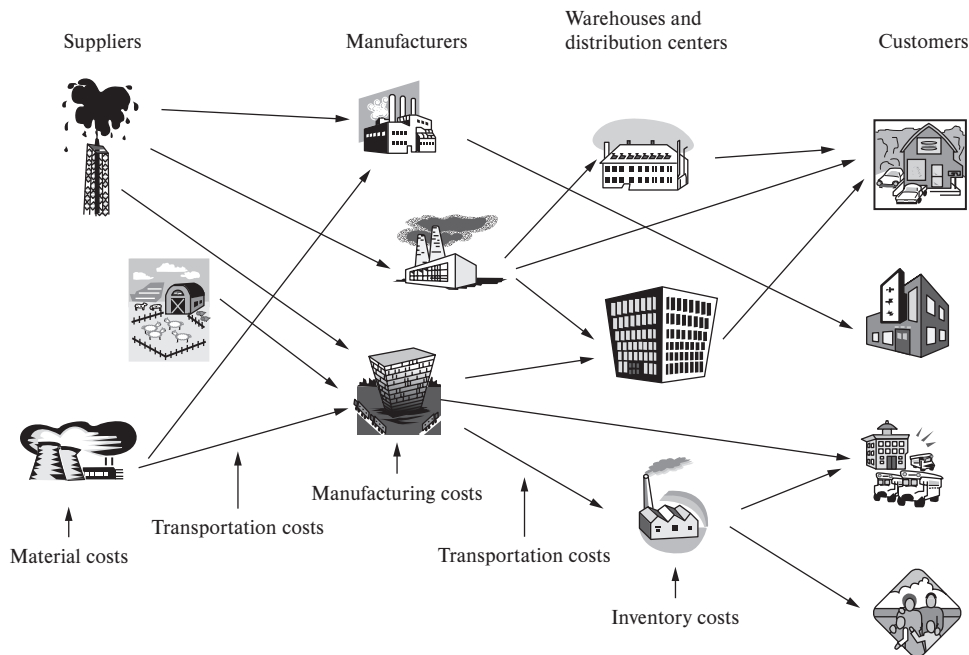 Suppliers
Manufacturers
Warehouses and
distribution centers
Customers
Material costs
Transportation costs
Manufacturing costs
Transportation costs
Inventory costs